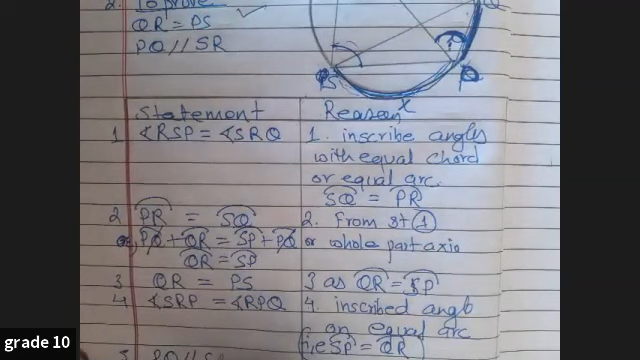 2. To prove
QR = PS
PQ // SR
S
P
Statement Reason
1 ∢RSP = ∢SRQ 1. inscribe angles
with equal chord
or equal arc.
SQ = PR
2 PR = SQ 2. From st ①
or, PQ + QR = SP + PQ or whole part axio
QR = SP
3 QR = PS 3 as QR = SP
4 ∢SRP = ∢RPQ 4. inscribed angle
on equal arc
(i,e SP = QR
grade 10